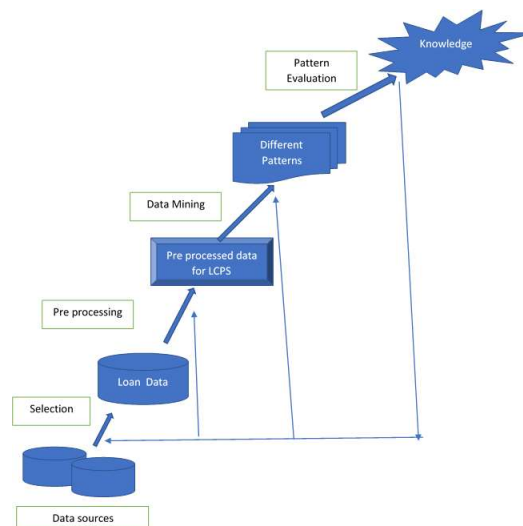 Knowledge
Pattern
Evaluation
Different
Patterns
Data Mining
Pre processed data
for LCPS
Pre processing
Loan Data
Selection
Data sources